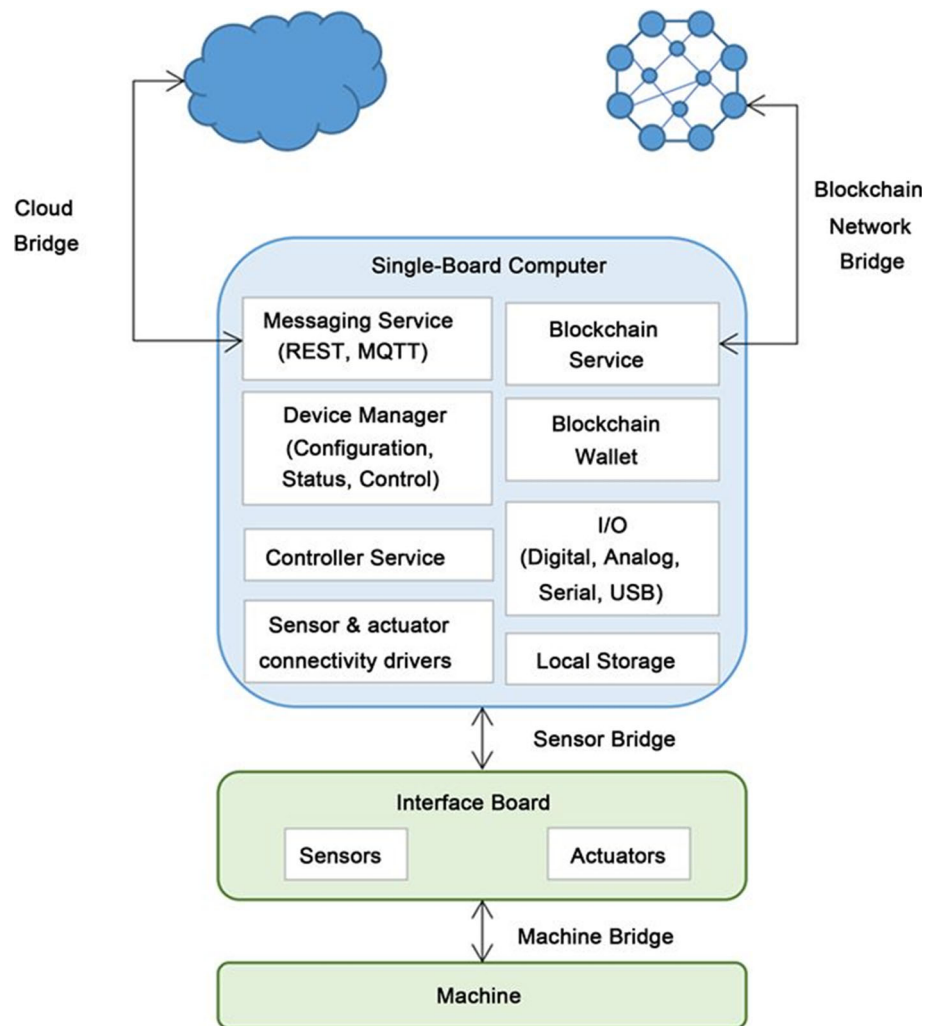 Cloud
Bridge
Blockchain
Network
Bridge
Single-Board Computer
Messaging Service
(REST, MQTT)
Device Manager
(Configuration,
Status, Control)
Controller Service
Sensor & actuator
connectivity drivers
Blockchain
Service
Blockchain
Wallet
I/O
(Digital, Analog,
Serial, USB)
Local Storage
Sensor Bridge
Interface Board
Sensors
Actuators
Machine Bridge
Machine